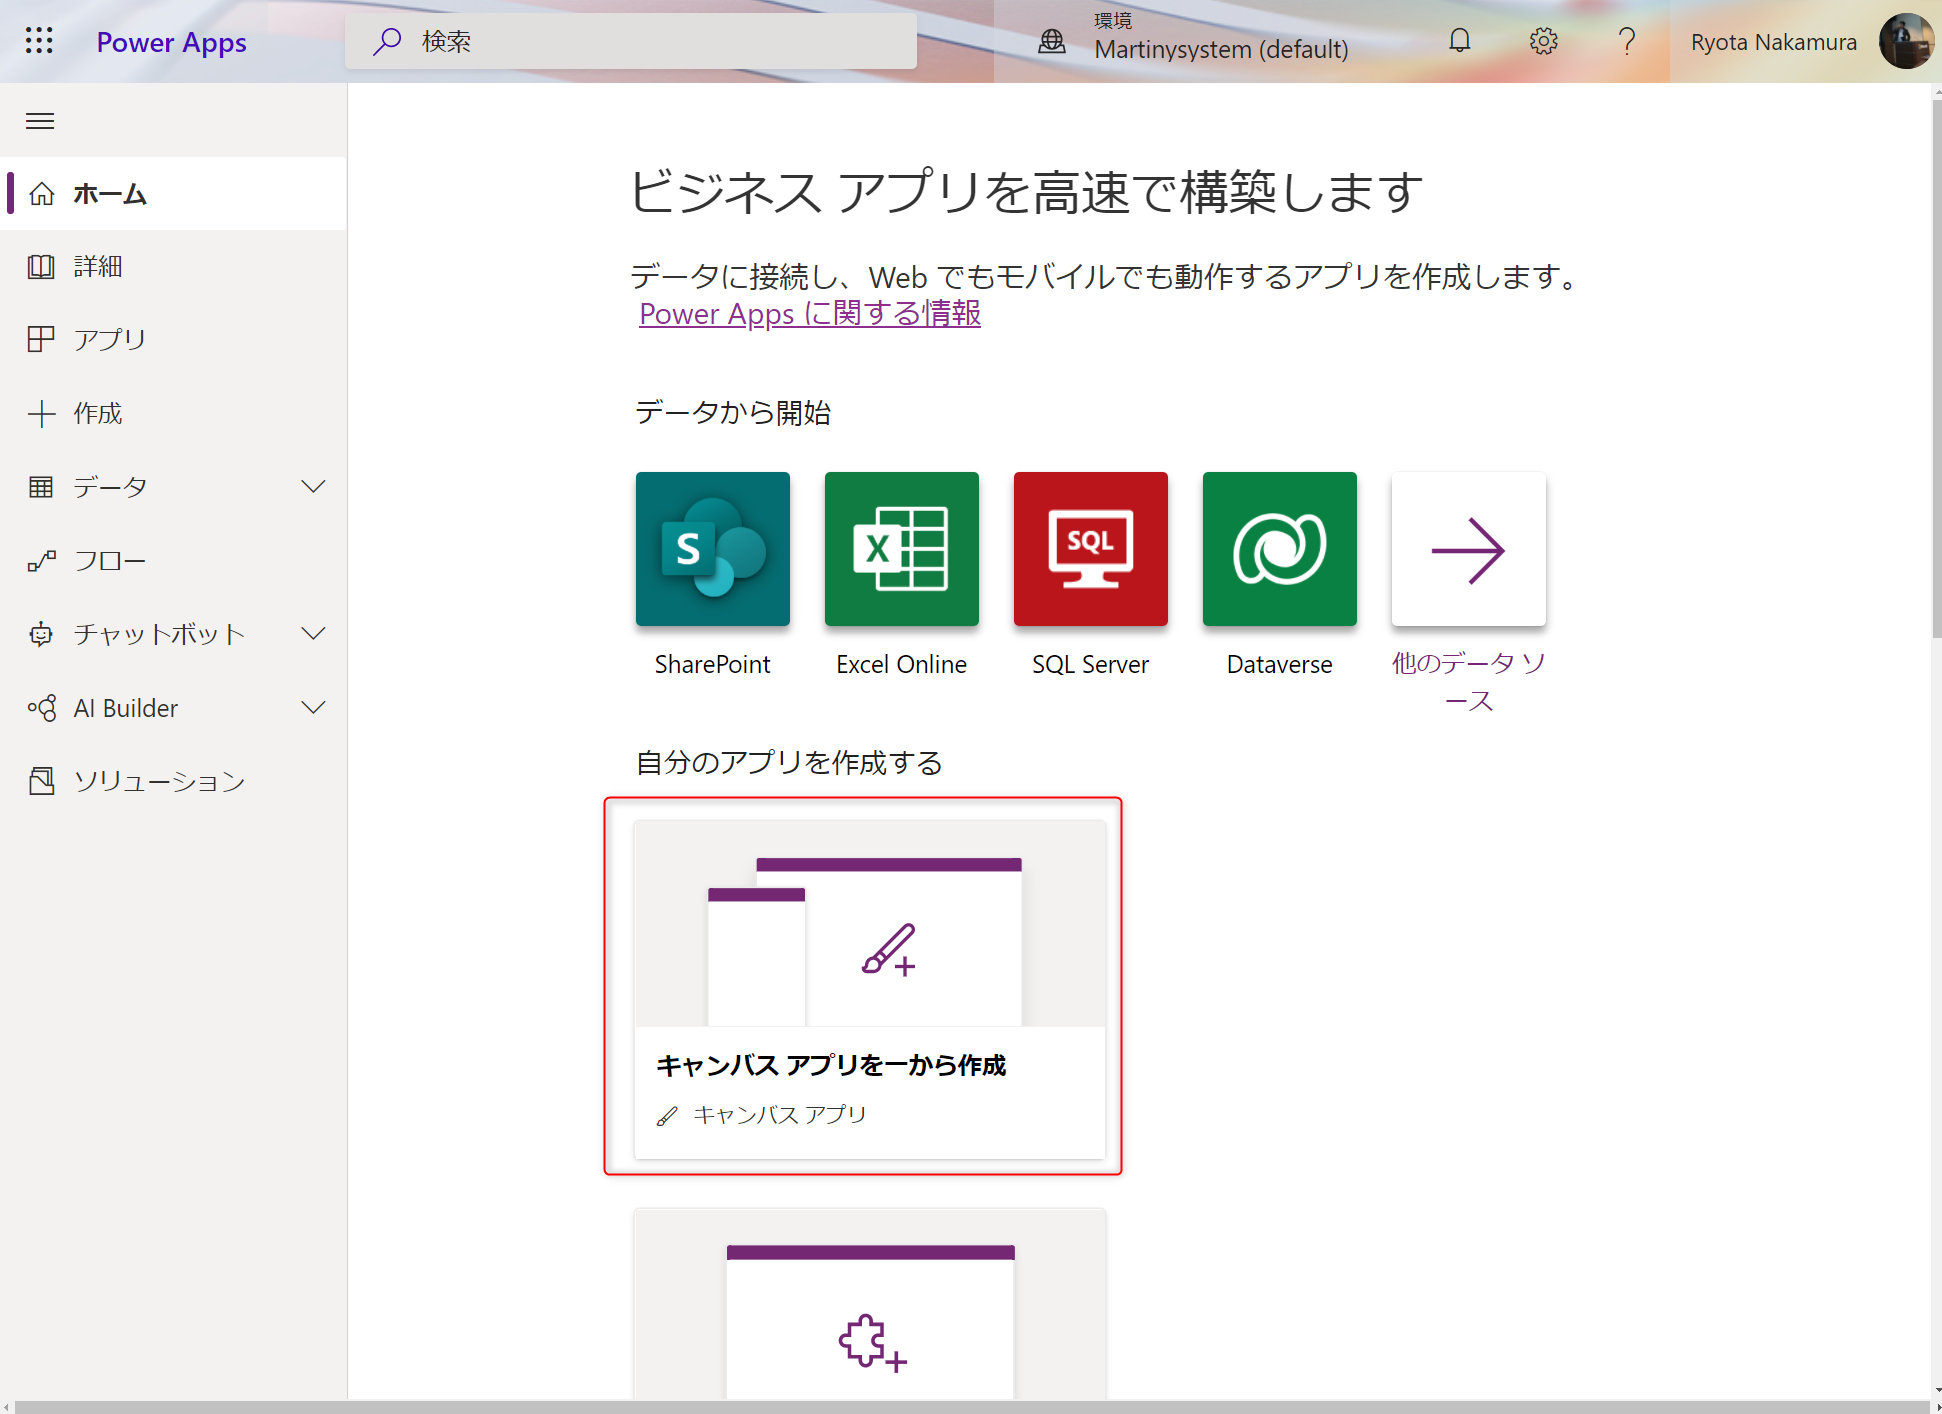 Power Apps
検索
環境
Martinysystem (default)
Ryota Nakamura
ホーム
詳細
アプリ
作成
データ
フロー
チャットボット
AI Builder
ソリューション
ビジネス アプリを高速で構築します
データに接続し、Web でもモバイルでも動作するアプリを作成します。
Power Apps に関する情報
データから開始
S
X
SQL
SharePoint
Excel Online
SQL Server
Dataverse
他のデータ ソ
ース
自分のアプリを作成する
キャンバス アプリを一から作成
キャンバス アプリ